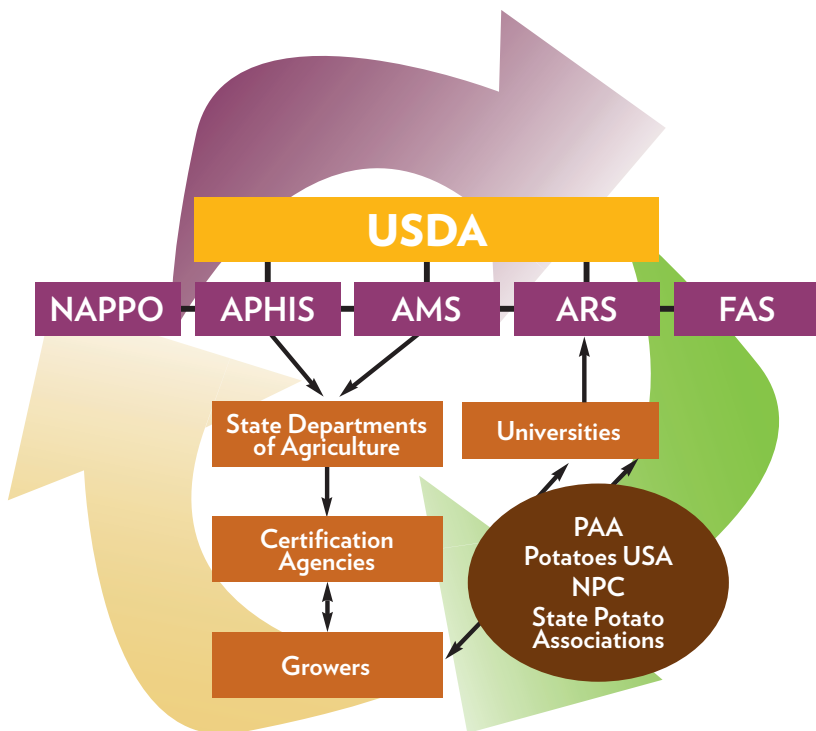 USDA
NAPPO
APHIS
AMS
ARS
FAS
State Departments
of Agriculture
Universities
Certification
Agencies
PAA
Potatoes USA
NPC
State Potato
Associations
Growers